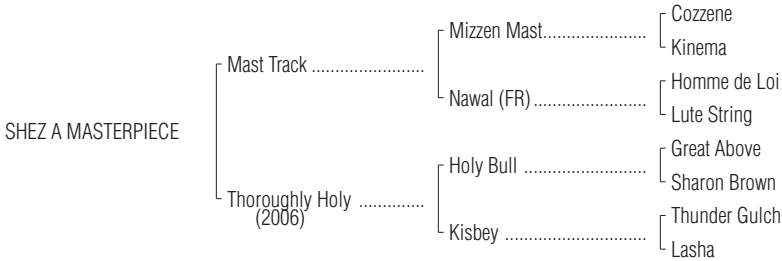 Cozzene
Mizzen Mast......................
Kinema
Mast Track ........................
Homme de Loi
Nawal (FR)........................
Lute String
SHEZ A MASTERPIECE
Great Above
Holy Bull ..........................
Sharon Brown
Thoroughly Holy ..............
(2006)
Thunder Gulch
Kisbey ..............................
Lasha